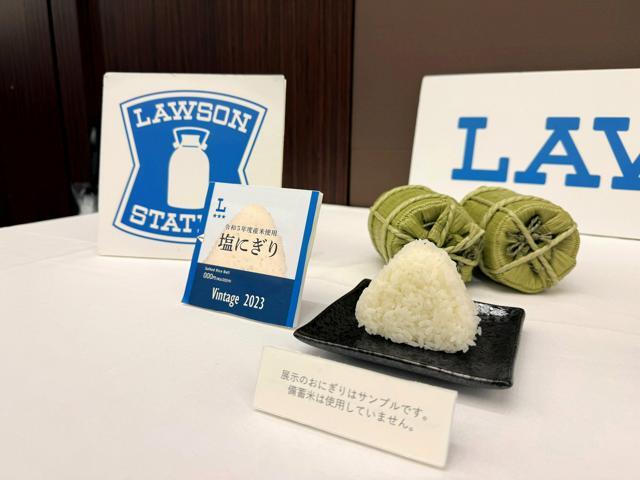 LAWSON
STAT
LAW
L
令和5年度産米使用
塩にぎり
Salted Rice Ball
Vintage 2023
展示のおにぎりはサンプルです。
備蓄米は使用していません。